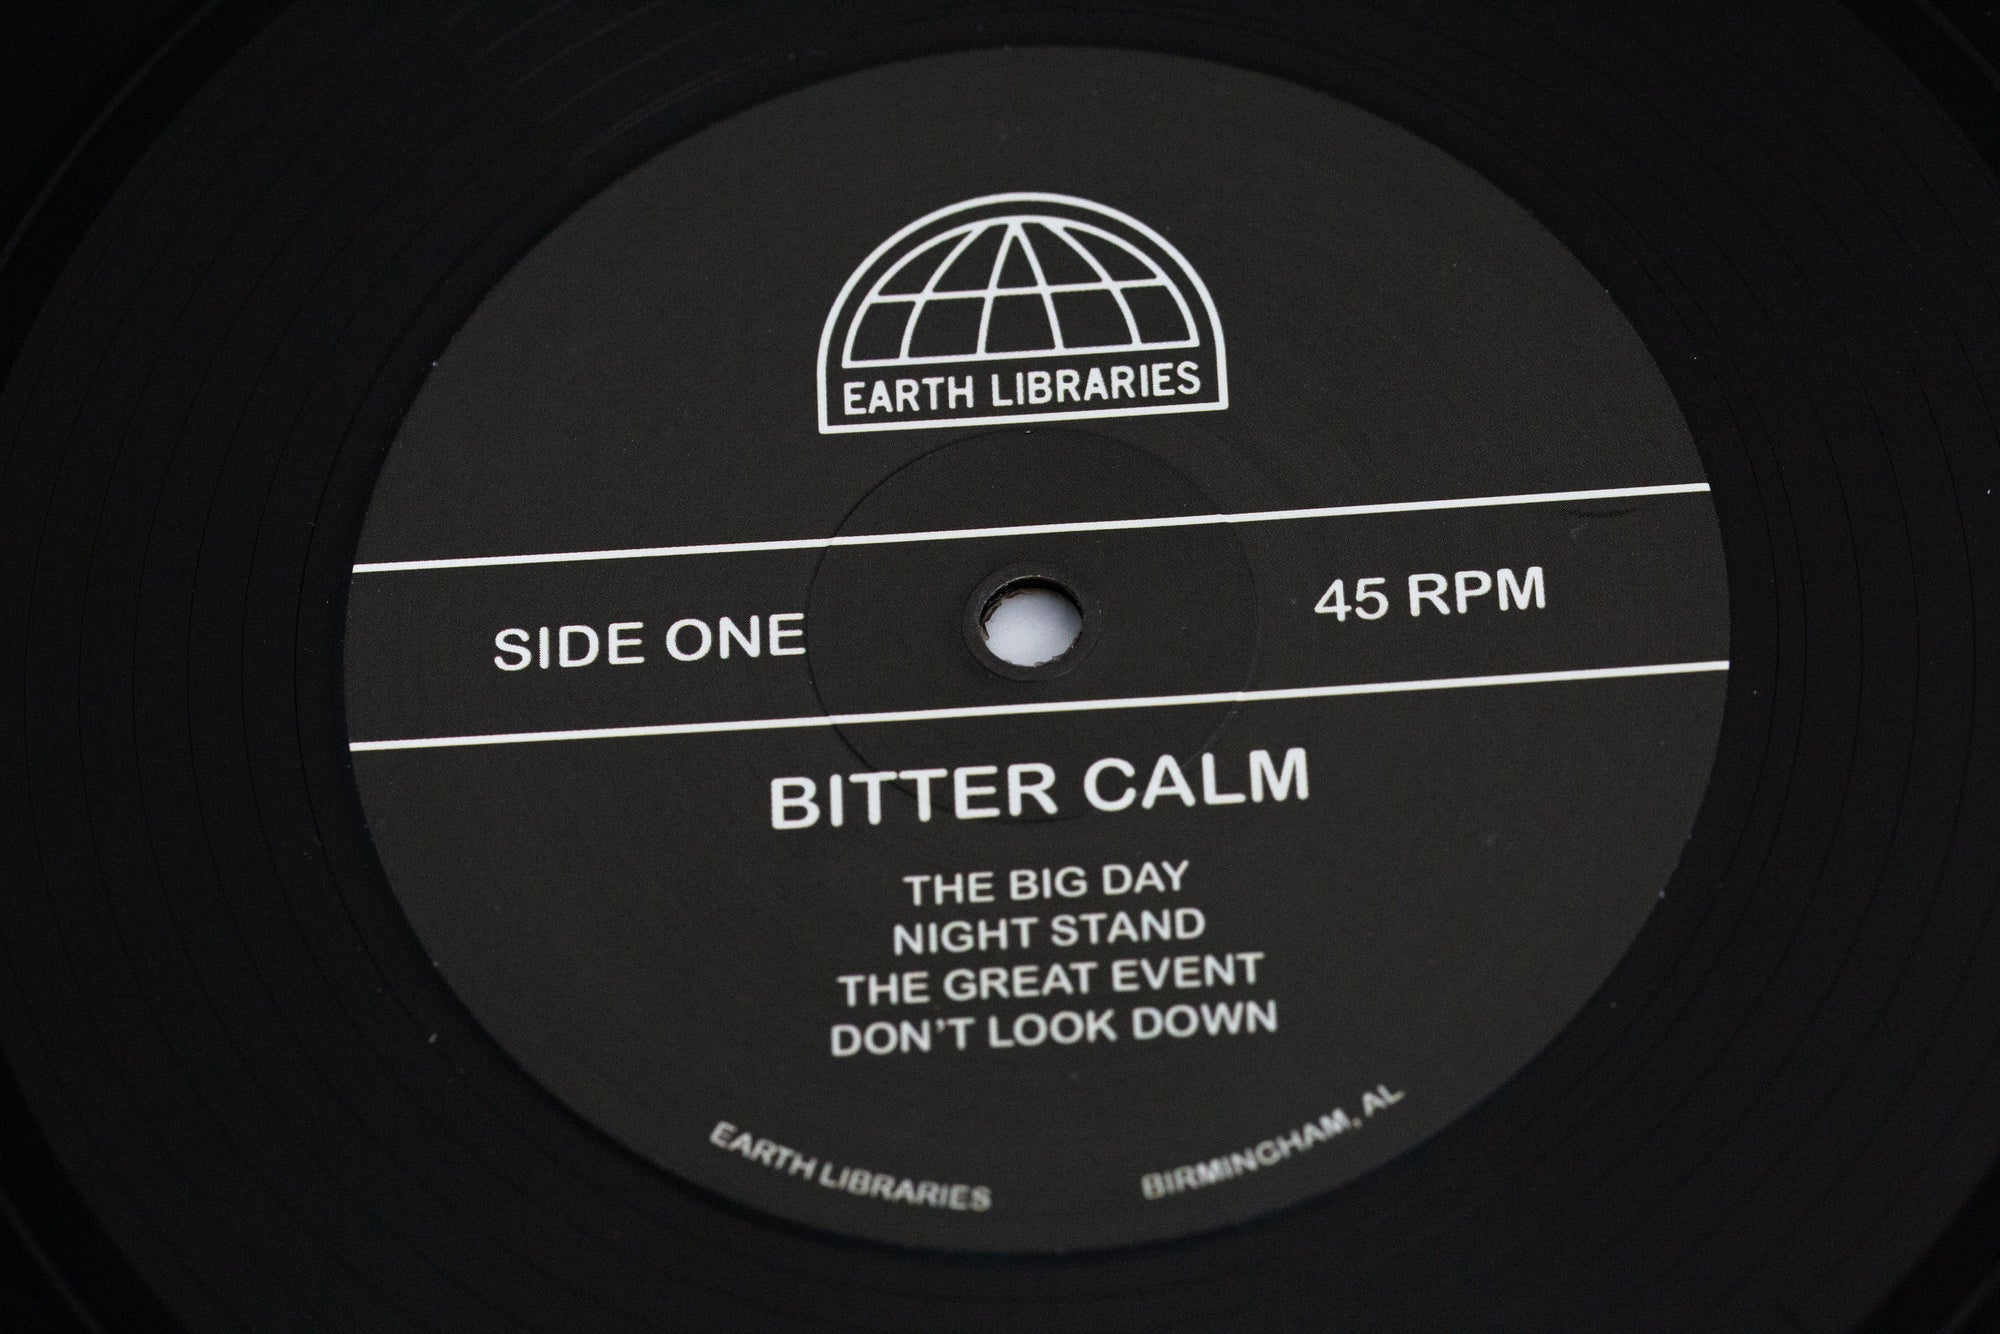 EARTH LIBRARIES
SIDE ONE
45 RPM
BITTER CALM
THE BIG DAY
NIGHT STAND
THE GREAT EVENT
DON'T LOOK DOWN
EARTH LIBRARIES
BIRMINGHAM, AL